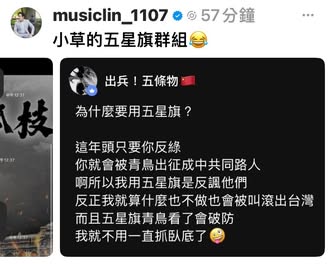 musiclin_1107 57分鐘
小草的五星旗群組😂
出兵！五條物🇨🇳
為什麼要用五星旗？
這年頭只要你反綠
你就會被青鳥出征成中共同路人
啊所以我用五星旗是反諷他們
反正我就算什麼也不做也會被叫滾出台灣
而且五星旗青鳥看了會破防
我就不用一直抓臥底了🤪
技